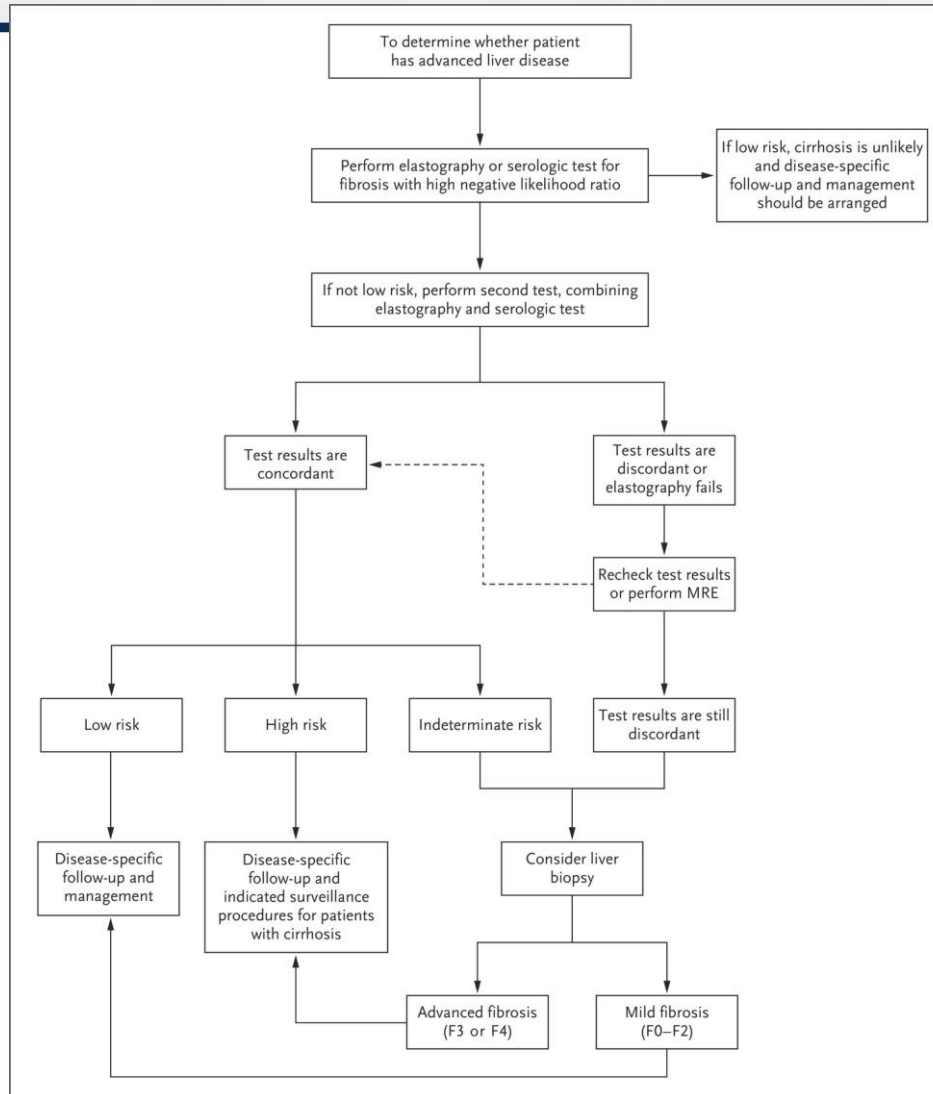 To determine whether patient
has advanced liver disease
Perform elastography or serologic test for
fibrosis with high negative likelihood ratio
If low risk, cirrhosis is unlikely
and disease-specific
follow-up and management
should be arranged
If not low risk, perform second test, combining
elastography and serologic test
Test results are
concordant
Test results are
discordant or
elastography fails
Recheck test results
or perform MRE
Low risk
High risk
Indeterminate risk
Test results are still
discordant
Disease-specific
follow-up and
management
Disease-specific
follow-up and
indicated surveillance
procedures for patients
with cirrhosis
Consider liver
biopsy
Advanced fibrosis
(F3 or F4)
Mild fibrosis
(F0–F2)